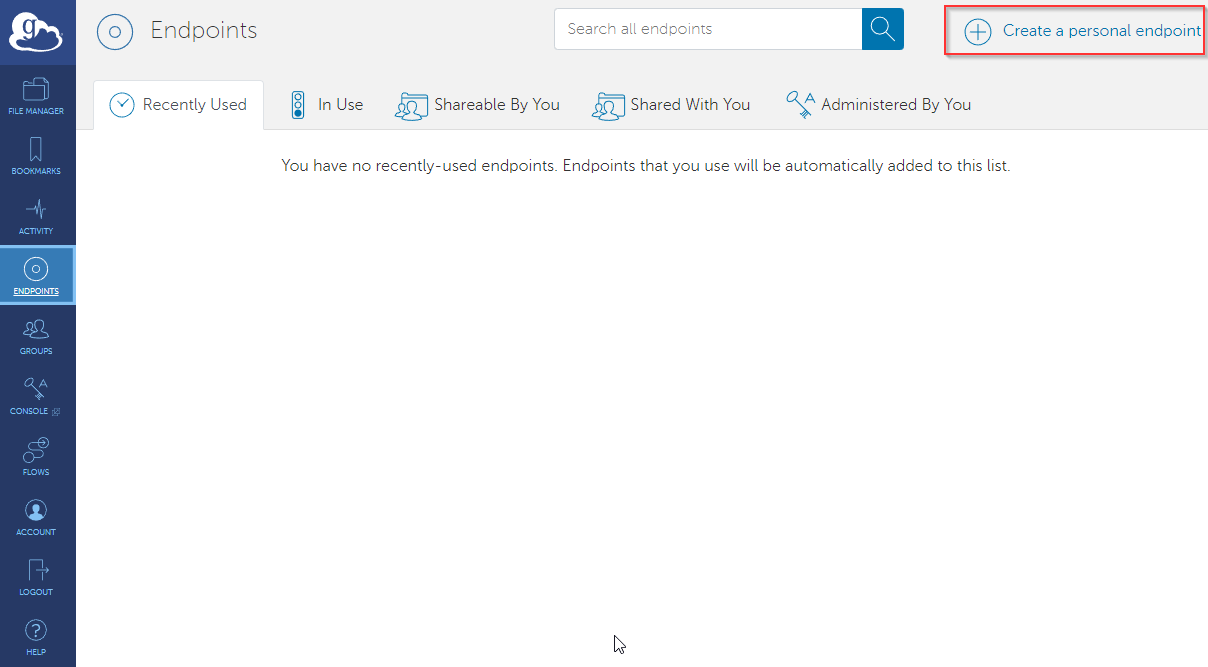 g
Endpoints
Search all endpoints
Create a personal endpoint
Recently Used
In Use
Shareable By You
Shared With You
Administered By You
You have no recently-used endpoints. Endpoints that you use will be automatically added to this list.
FILE MANAGER
BOOKMARKS
ACTIVITY
ENDPOINTS
GROUPS
CONSOLE
FLOWS
ACCOUNT
LOGOUT
HELP